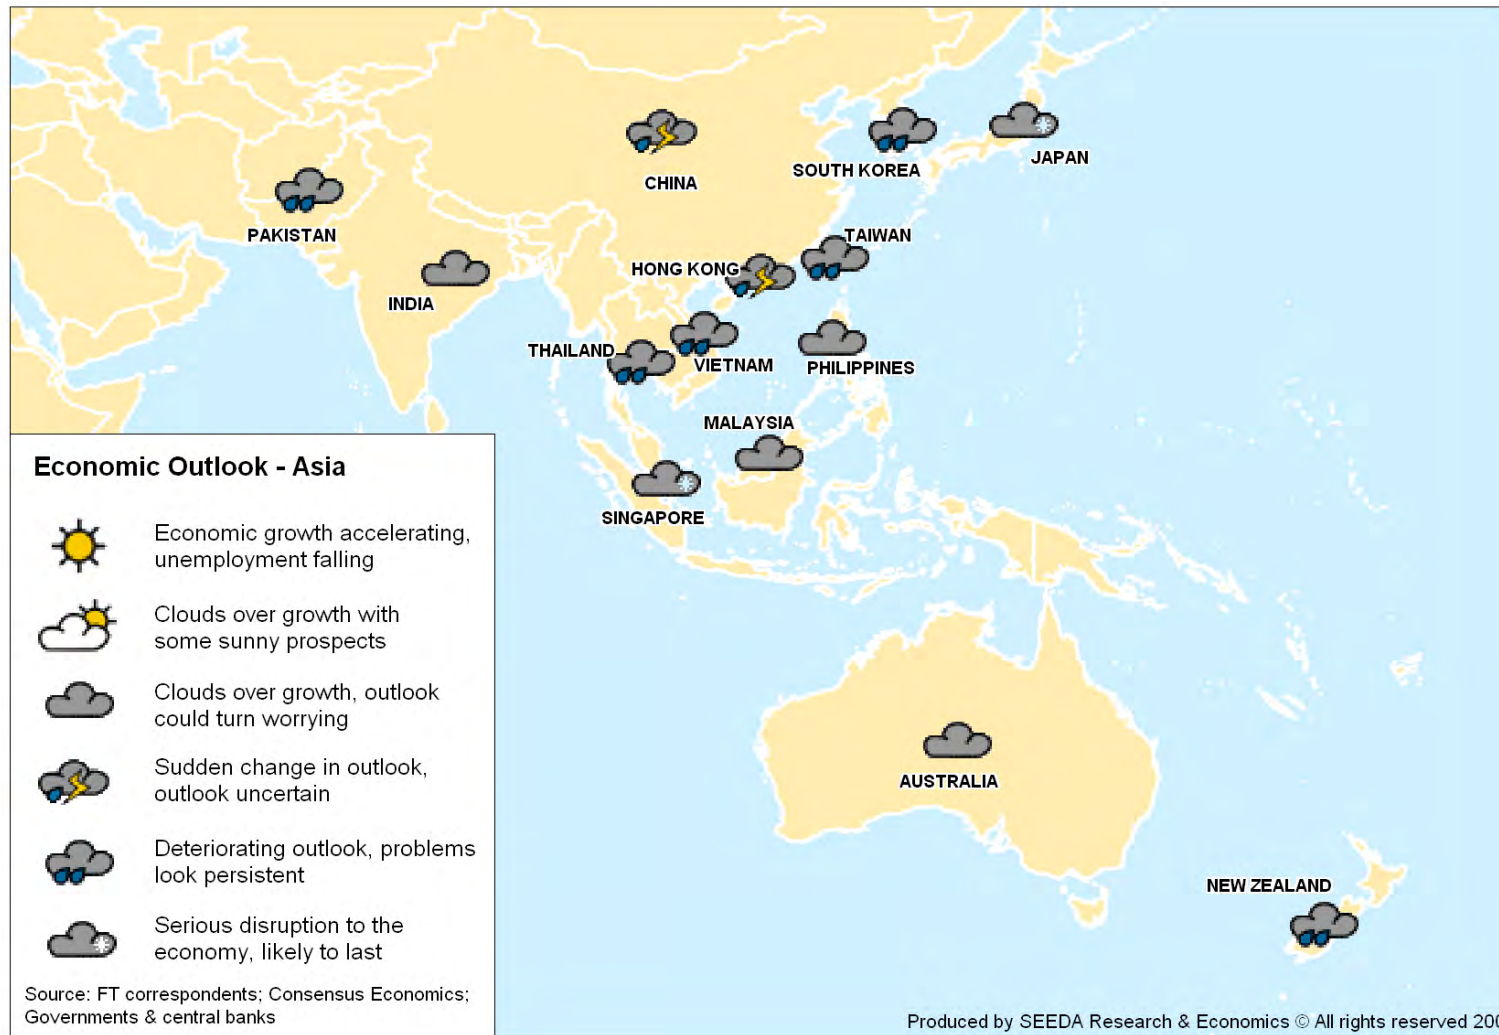 CHINA
SOUTH KOREA
JAPAN
PAKISTAN
TAIWAN
HONG KONG
INDIA
THAILAND
VIETNAM
PHILIPPINES
MALAYSIA
SINGAPORE
AUSTRALIA
NEW ZEALAND
Economic Outlook - Asia
Economic growth accelerating,
unemployment falling
Clouds over growth with
some sunny prospects
Clouds over growth, outlook
could turn worrying
Sudden change in outlook,
outlook uncertain
Deteriorating outlook, problems
look persistent
Serious disruption to the
economy, likely to last
Source: FT correspondents; Consensus Economics;
Governments & central banks
Produced by SEEDA Research & Economics © All rights reserved